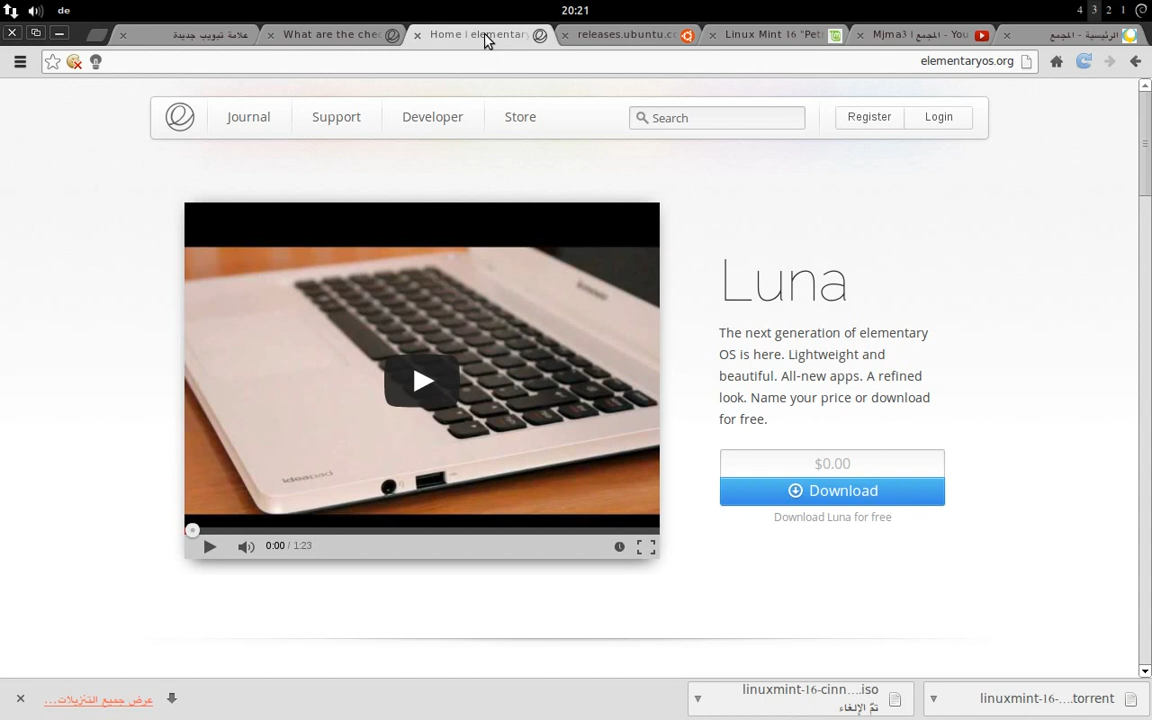 de
20:21
4 3 2 1
علامة تبويب جديدة
What are the che
Home | elementary
releases.ubuntu.co
Linux Mint 16 "Pet
Mjma3 | المجمع - You
الرئيسية - المجمع
elementaryos.org
Journal
Support
Developer
Store
Search
Register
Login
Luna
The next generation of elementary
OS is here. Lightweight and
beautiful. All-new apps. A refined
look. Name your price or download
for free.
$0.00
Download
Download Luna for free
ideapad
lenovo
0:00 / 1:23
عرض جميع التنزيلات...
linuxmint-16-cinn....iso
تمّ الإلغاء
linuxmint-16-....torrent